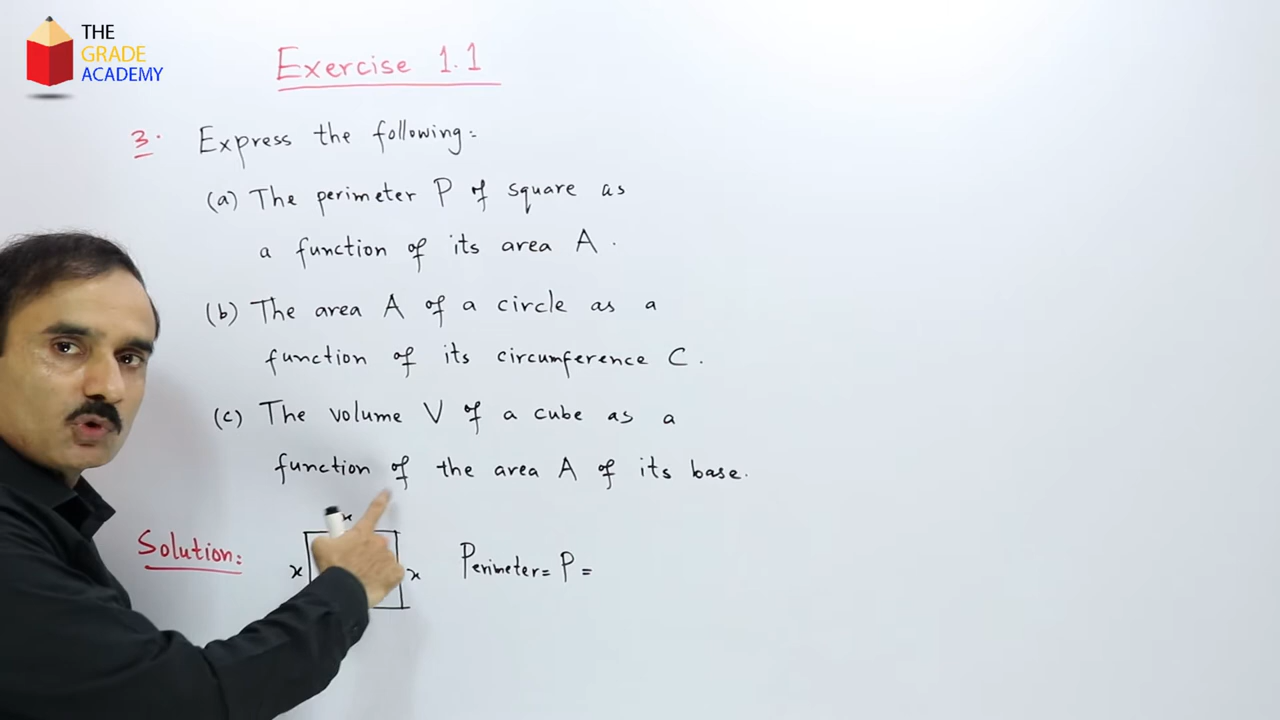 THE
GRADE
ACADEMY
Exercise 1.1
3. Express the following:
(a) The perimeter P of square as
a function of its area A.
(b) The area A of a circle as a
function of its circumference C.
(c) The volume V of a cube as a
function of the area A of its base.
Solution:
x
x
x
Perimeter = P =